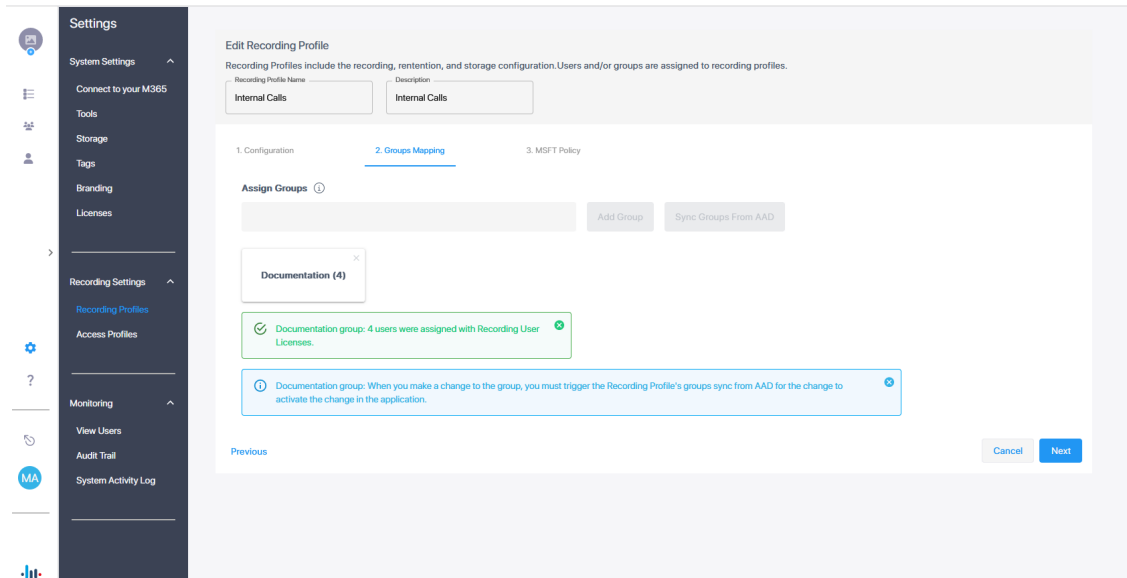 Settings
System Settings
Connect to your M365
Tools
Storage
Tags
Branding
Licenses
Recording Settings
Recording Profiles
Access Profiles
?
Monitoring
View Users
Audit Trail
System Activity Log
MA
Edit Recording Profile
Recording Profiles include the recording, rentention, and storage configuration.Users and/or groups are assigned to recording profiles.
Recording Profile Name
Internal Calls
Description
Internal Calls
1. Configuration
2. Groups Mapping
3. MSFT Policy
Assign Groups
Add Group
Sync Groups From AAD
Documentation (4)
Documentation group: 4 users were assigned with Recording User
Licenses.
Documentation group: When you make a change to the group, you must trigger the Recording Profile's groups sync from AAD for the change to
activate the change in the application.
Previous
Cancel
Next